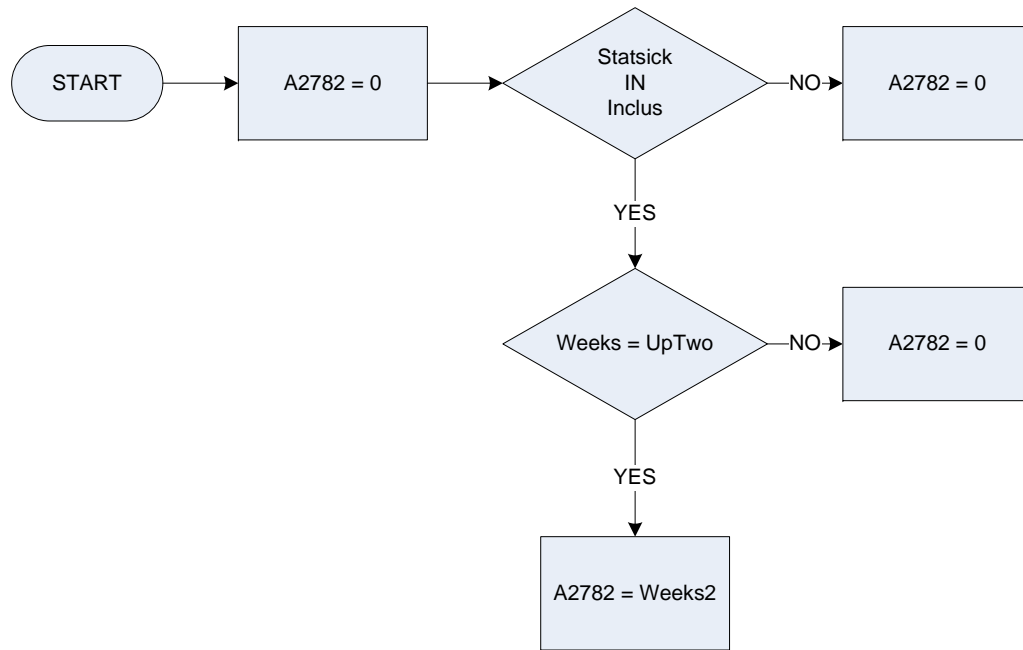 START
A2782 = 0
Statsick
IN
Inclus
NO
A2782 = 0
YES
Weeks = UpTwo
NO
A2782 = 0
YES
A2782 = Weeks2